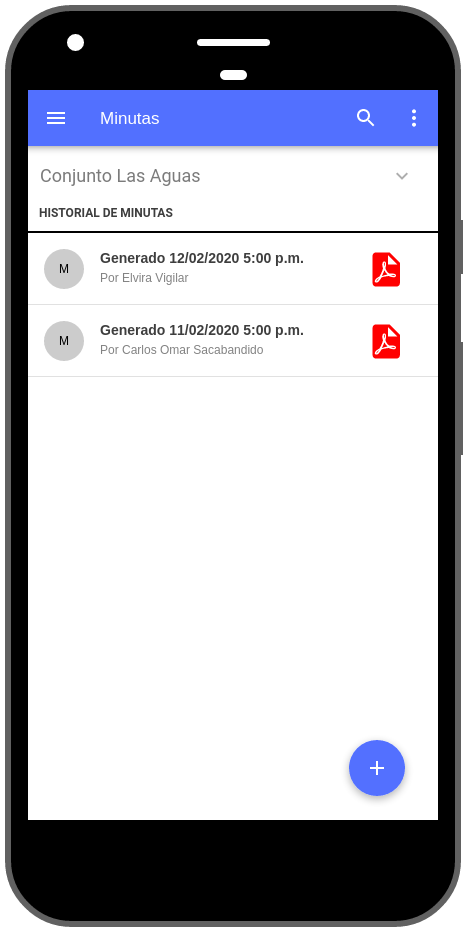 Minutas
Conjunto Las Aguas
HISTORIAL DE MINUTAS
M
Generado 12/02/2020 5:00 p.m.
Por Elvira Vigilar
M
Generado 11/02/2020 5:00 p.m.
Por Carlos Omar Sacabandido